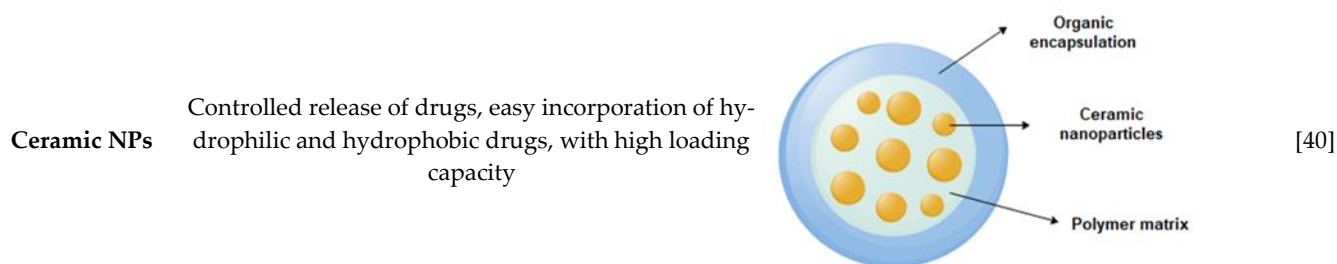 Ceramic NPs
Controlled release of drugs, easy incorporation of hy-
drophilic and hydrophobic drugs, with high loading
capacity
Organic
encapsulation
Ceramic
nanoparticles
Polymer matrix
[40]